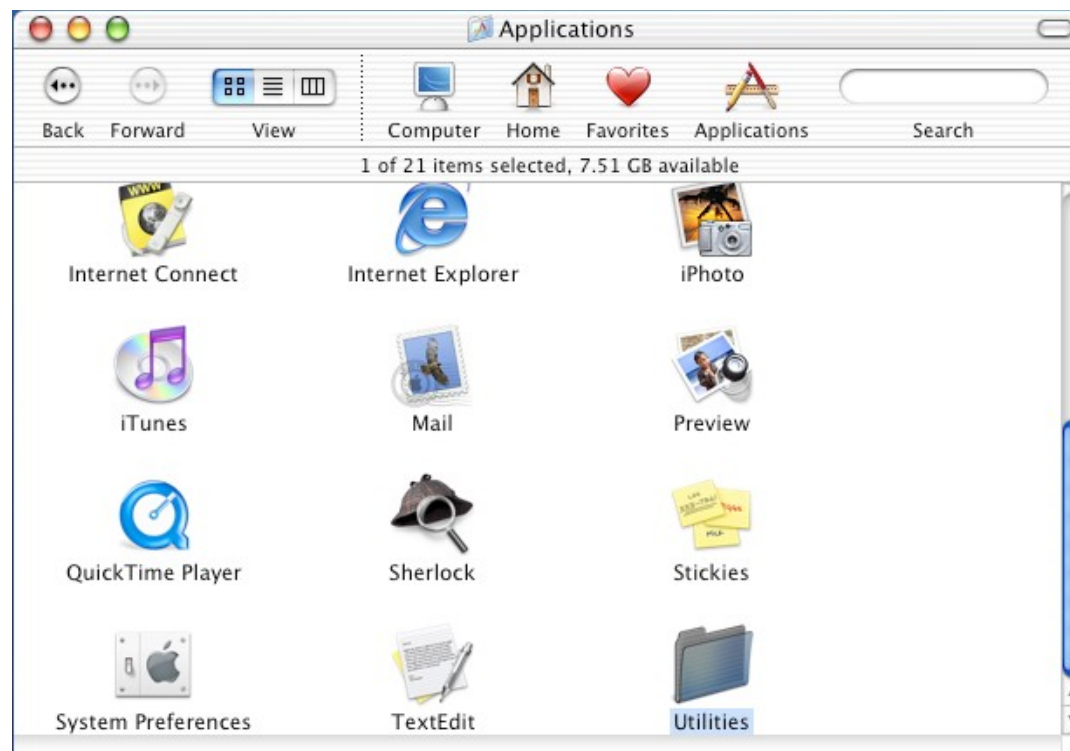 Applications
Back Forward View Computer Home Favorites Applications Search
1 of 21 items selected, 7.51 GB available
WWW
Internet Connect Internet Explorer iPhoto
iTunes Mail Preview
QuickTime Player Sherlock Stickies
System Preferences TextEdit Utilities